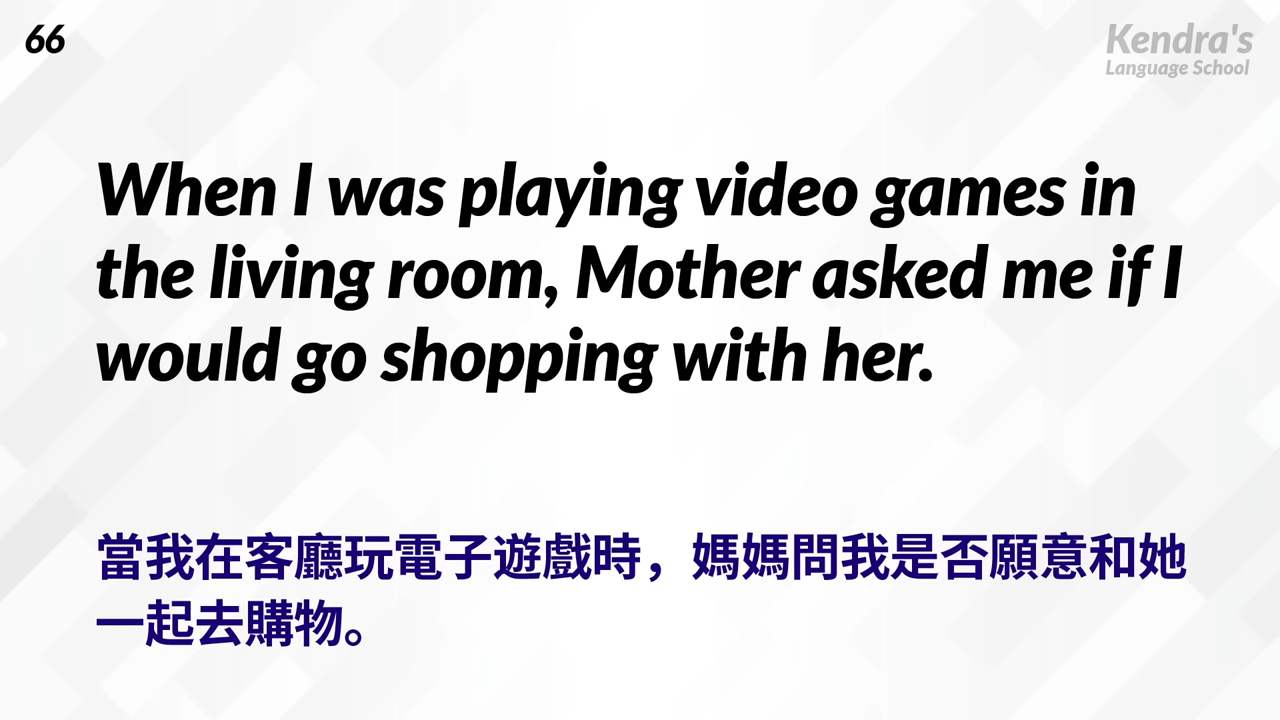 66
Kendra's
Language School
When I was playing video games in
the living room, Mother asked me if I
would go shopping with her.
當我在客廳玩電子遊戲時，媽媽問我是否願意和她
一起去購物。